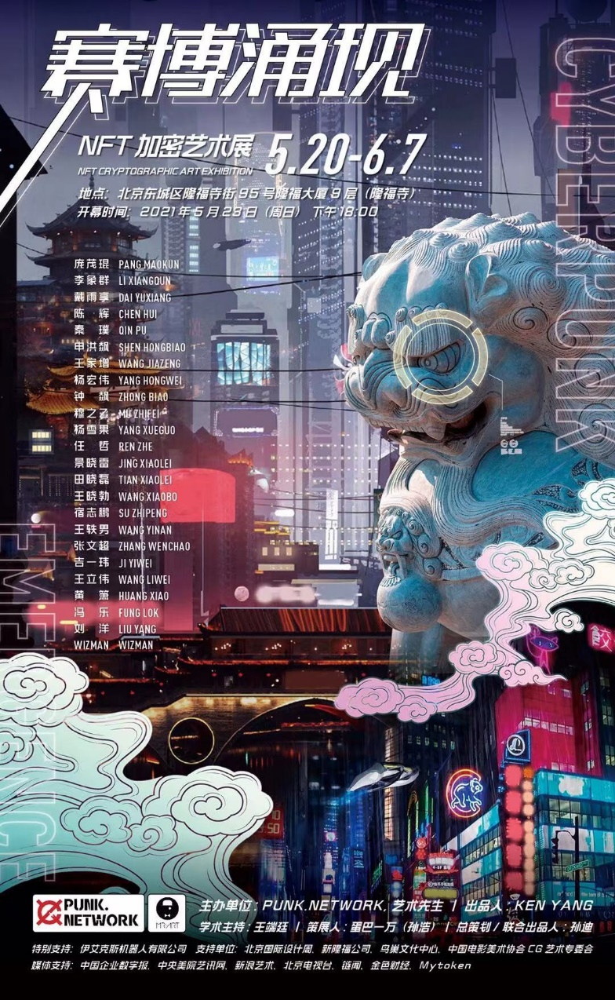 赛博涌现
NFT 加密艺术展 5.20-6.7
NFT CRYPTOGRAPHIC ART EXHIBITION
地点：北京东城区隆福寺街 95 号隆福大厦 9 层（隆福寺）
开幕时间：2021 年 5 月 23 日（周日） 下午 18:00
CYBERPUNK
庞茂琨 PANG MAOKUN
李象群 LI XIANGQUN
戴雨享 DAI YUXIANG
陈 辉 CHEN HUI
秦 璞 QIN PU
申洪飙 SHEN HONGBIAO
王家增 WANG JIAZENG
杨宏伟 YANG HONGWEI
钟 飙 ZHONG BIAO
穆之飞 MU ZHIFEI
杨雪果 YANG XUEGUO
任 哲 REN ZHE
景晓雷 JING XIAOLEI
田晓磊 TIAN XIAOLEI
王晓勃 WANG XIAOBO
宿志鹏 SU ZHIPENG
王轶男 WANG YINAN
张文超 ZHANG WENCHAO
吉一玮 JI YIWEI
王立伟 WANG LIWEI
黄 箫 HUANG XIAO
冯 乐 FUNG LOK
刘 洋 LIU YANG
WIZMAN WIZMAN
EMERGENCE
PUNK.
NETWORK
MR·ART
主办单位：PUNK.NETWORK, 艺术先生 | 出品人：KEN YANG
学术主持：王端廷 | 策展人：蛋巴一万（孙浩） | 总策划 / 联合出品人：孙迪
特别支持：伊艾克斯机器人有限公司 支持单位：北京国际设计周、新隆福公司、鸟巢文化中心、中国电影美术协会 CG 艺术专委会
媒体支持：中国企业数字报、中央美院艺讯网、新浪艺术、北京电视台、链闻、金色财经、Mytoken